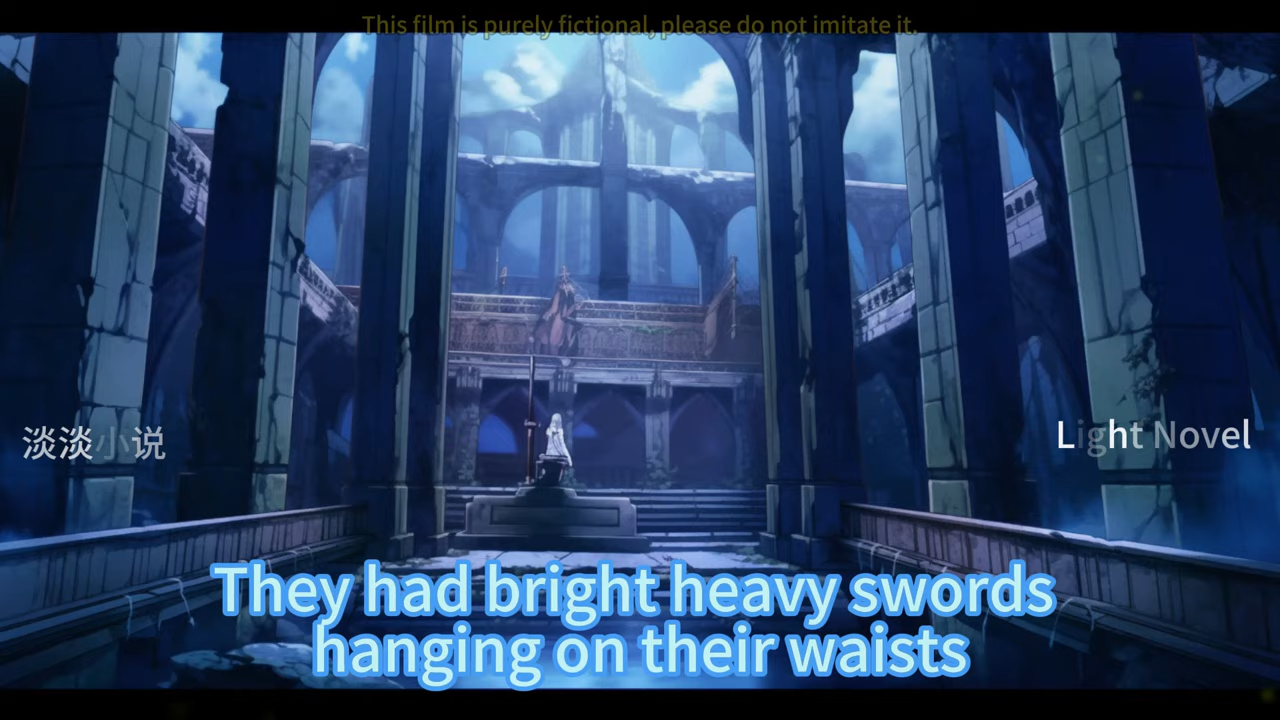 This film is purely fictional, please do not imitate it.
淡淡小说
Light Novel
They had bright heavy swords
hanging on their waists